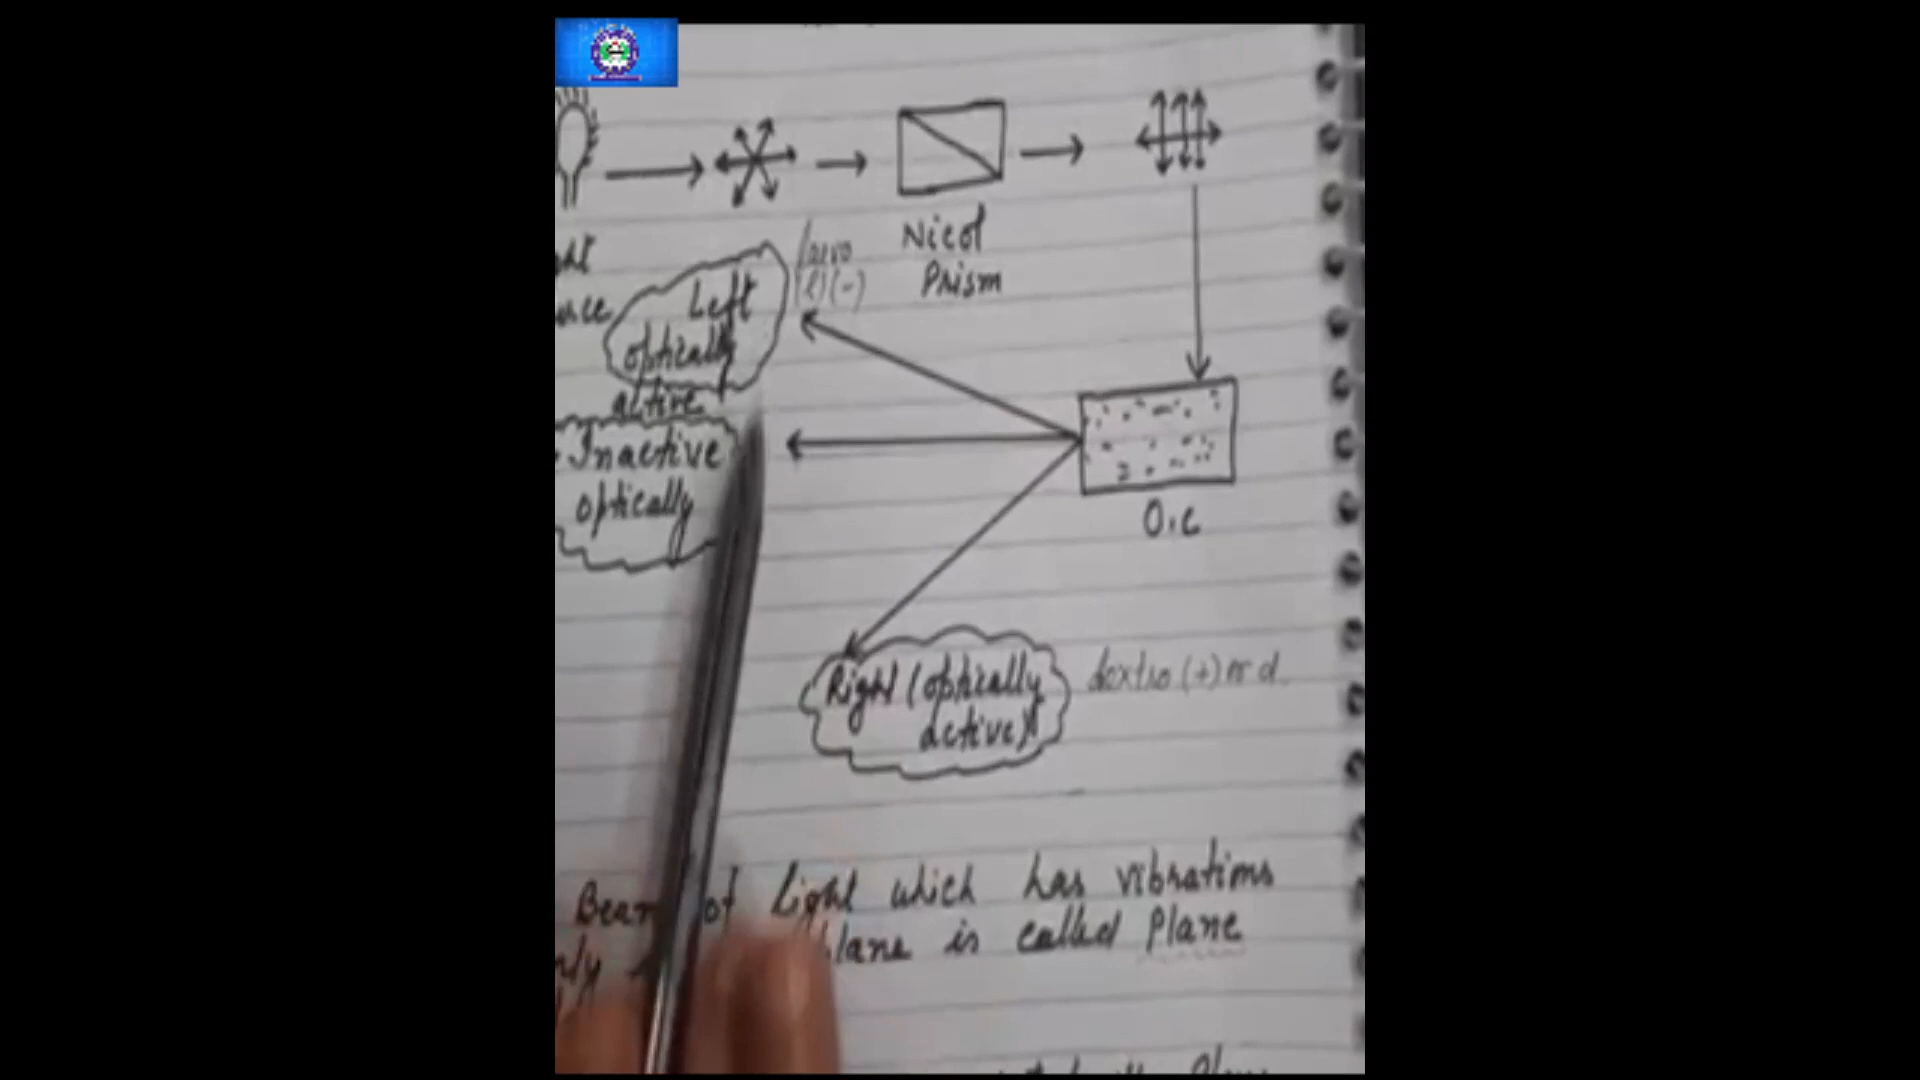 Nicol
Prism
Left
optically
active
(l) (-)
Inactive
optically
O.C
Right (optically
active)
dextro (+) or d
of light which has vibrations
plane is called Plane